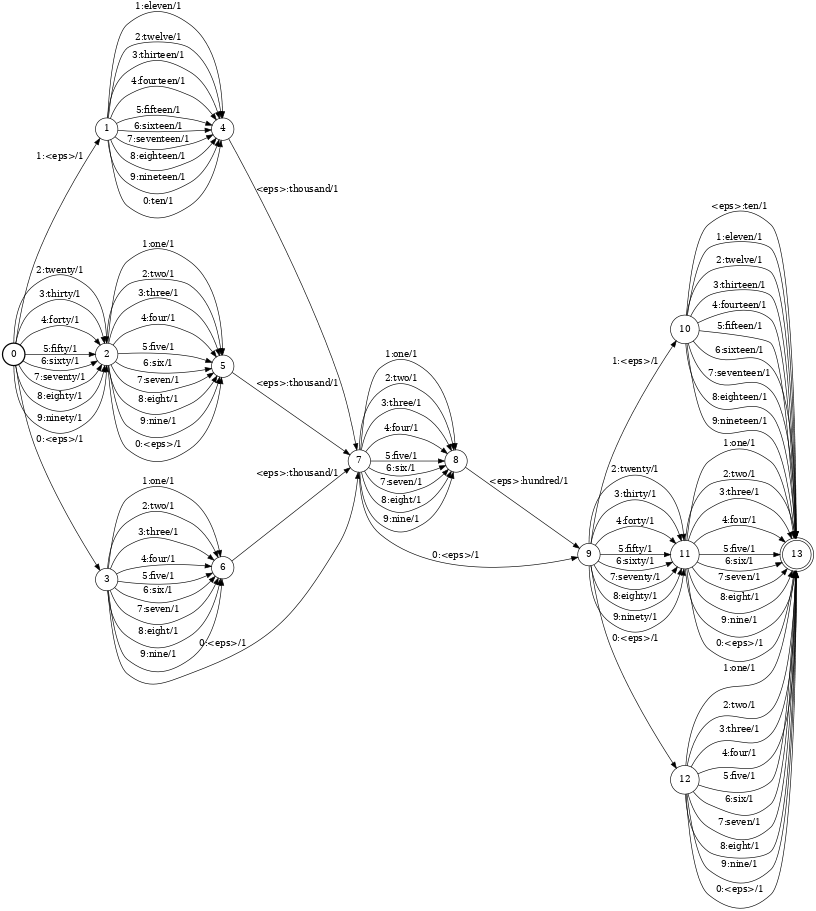 1:eleven/1
2:twelve/1
3:thirteen/1
4:fourteen/1
5:fifteen/1
6:sixteen/1
7:seventeen/1
8:eighteen/1
9:nineteen/1
0:ten/1
1
4
1:<eps>/1
<eps>:thousand/1
0
2:twenty/1
3:thirty/1
4:forty/1
5:fifty/1
6:sixty/1
7:seventy/1
8:eighty/1
9:ninety/1
0:<eps>/1
2
1:one/1
2:two/1
3:three/1
4:four/1
5:five/1
6:six/1
7:seven/1
8:eight/1
9:nine/1
0:<eps>/1
5
<eps>:thousand/1
3
1:one/1
2:two/1
3:three/1
4:four/1
5:five/1
6:six/1
7:seven/1
8:eight/1
9:nine/1
0:<eps>/1
6
<eps>:thousand/1
7
1:one/1
2:two/1
3:three/1
4:four/1
5:five/1
6:six/1
7:seven/1
8:eight/1
9:nine/1
0:<eps>/1
8
<eps>:hundred/1
9
1:<eps>/1
2:twenty/1
3:thirty/1
4:forty/1
5:fifty/1
6:sixty/1
7:seventy/1
8:eighty/1
9:ninety/1
0:<eps>/1
10
<eps>:ten/1
1:eleven/1
2:twelve/1
3:thirteen/1
4:fourteen/1
5:fifteen/1
6:sixteen/1
7:seventeen/1
8:eighteen/1
9:nineteen/1
11
1:one/1
2:two/1
3:three/1
4:four/1
5:five/1
6:six/1
7:seven/1
8:eight/1
9:nine/1
0:<eps>/1
13
12
1:one/1
2:two/1
3:three/1
4:four/1
5:five/1
6:six/1
7:seven/1
8:eight/1
9:nine/1
0:<eps>/1